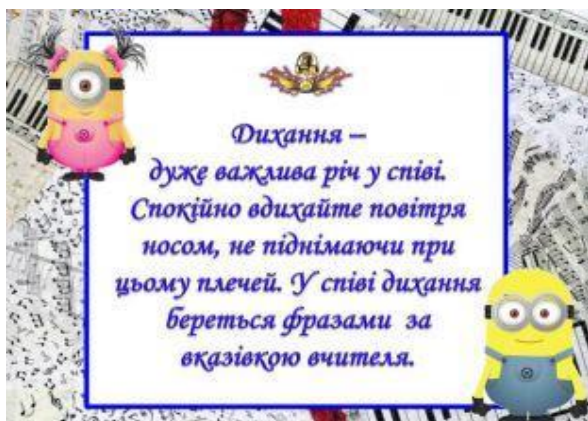 Дихання –
дуже важлива річ у співі.
Спокійно вдихайте повітря
носом, не піднімаючи при
цьому плечей. У співі дихання
береться фразами за
вказівкою вчителя.